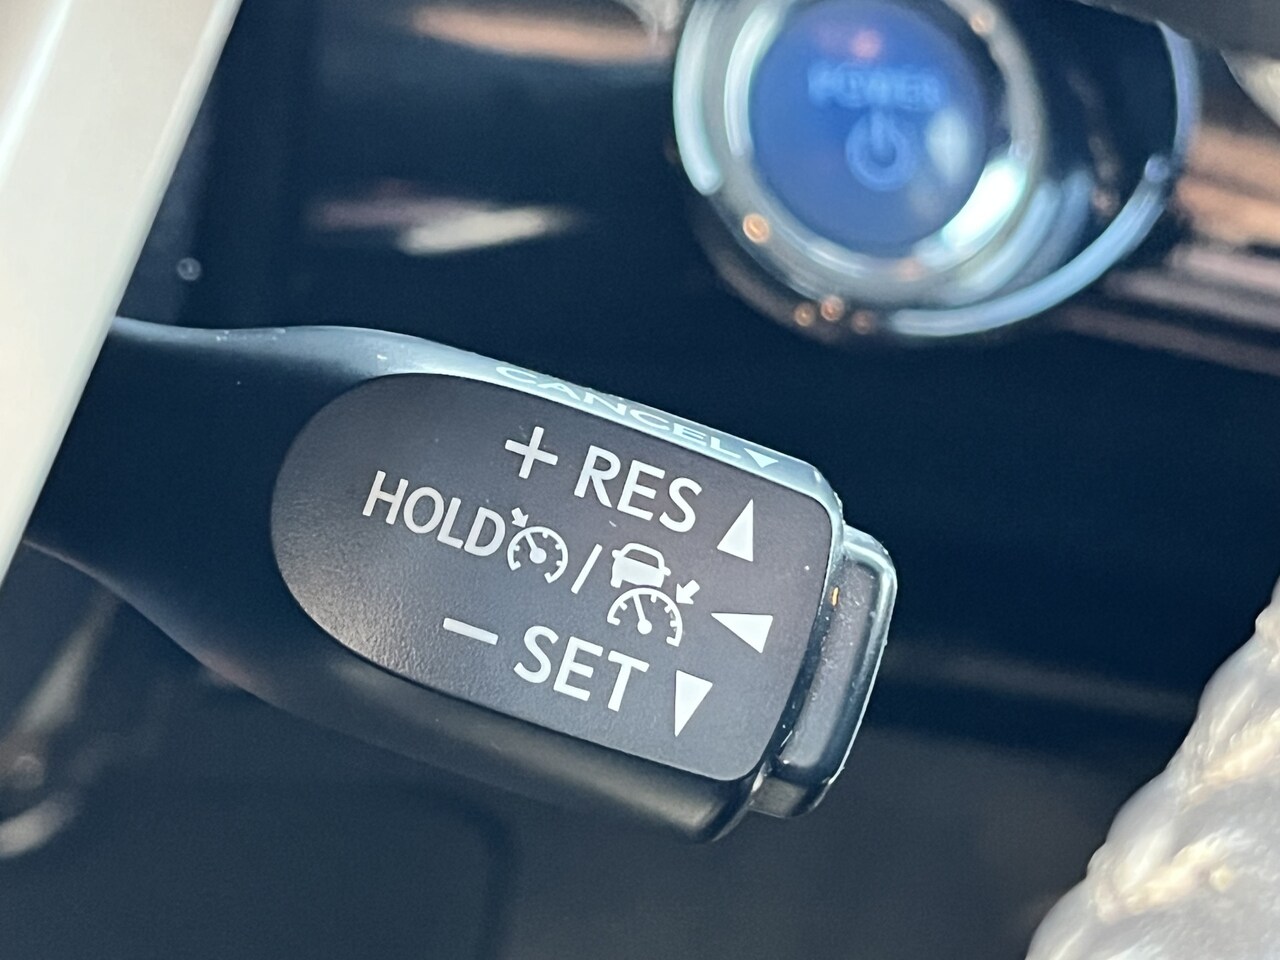 POWER
CANCEL▼
+ RES ▲
HOLD / ◀
− SET ▼